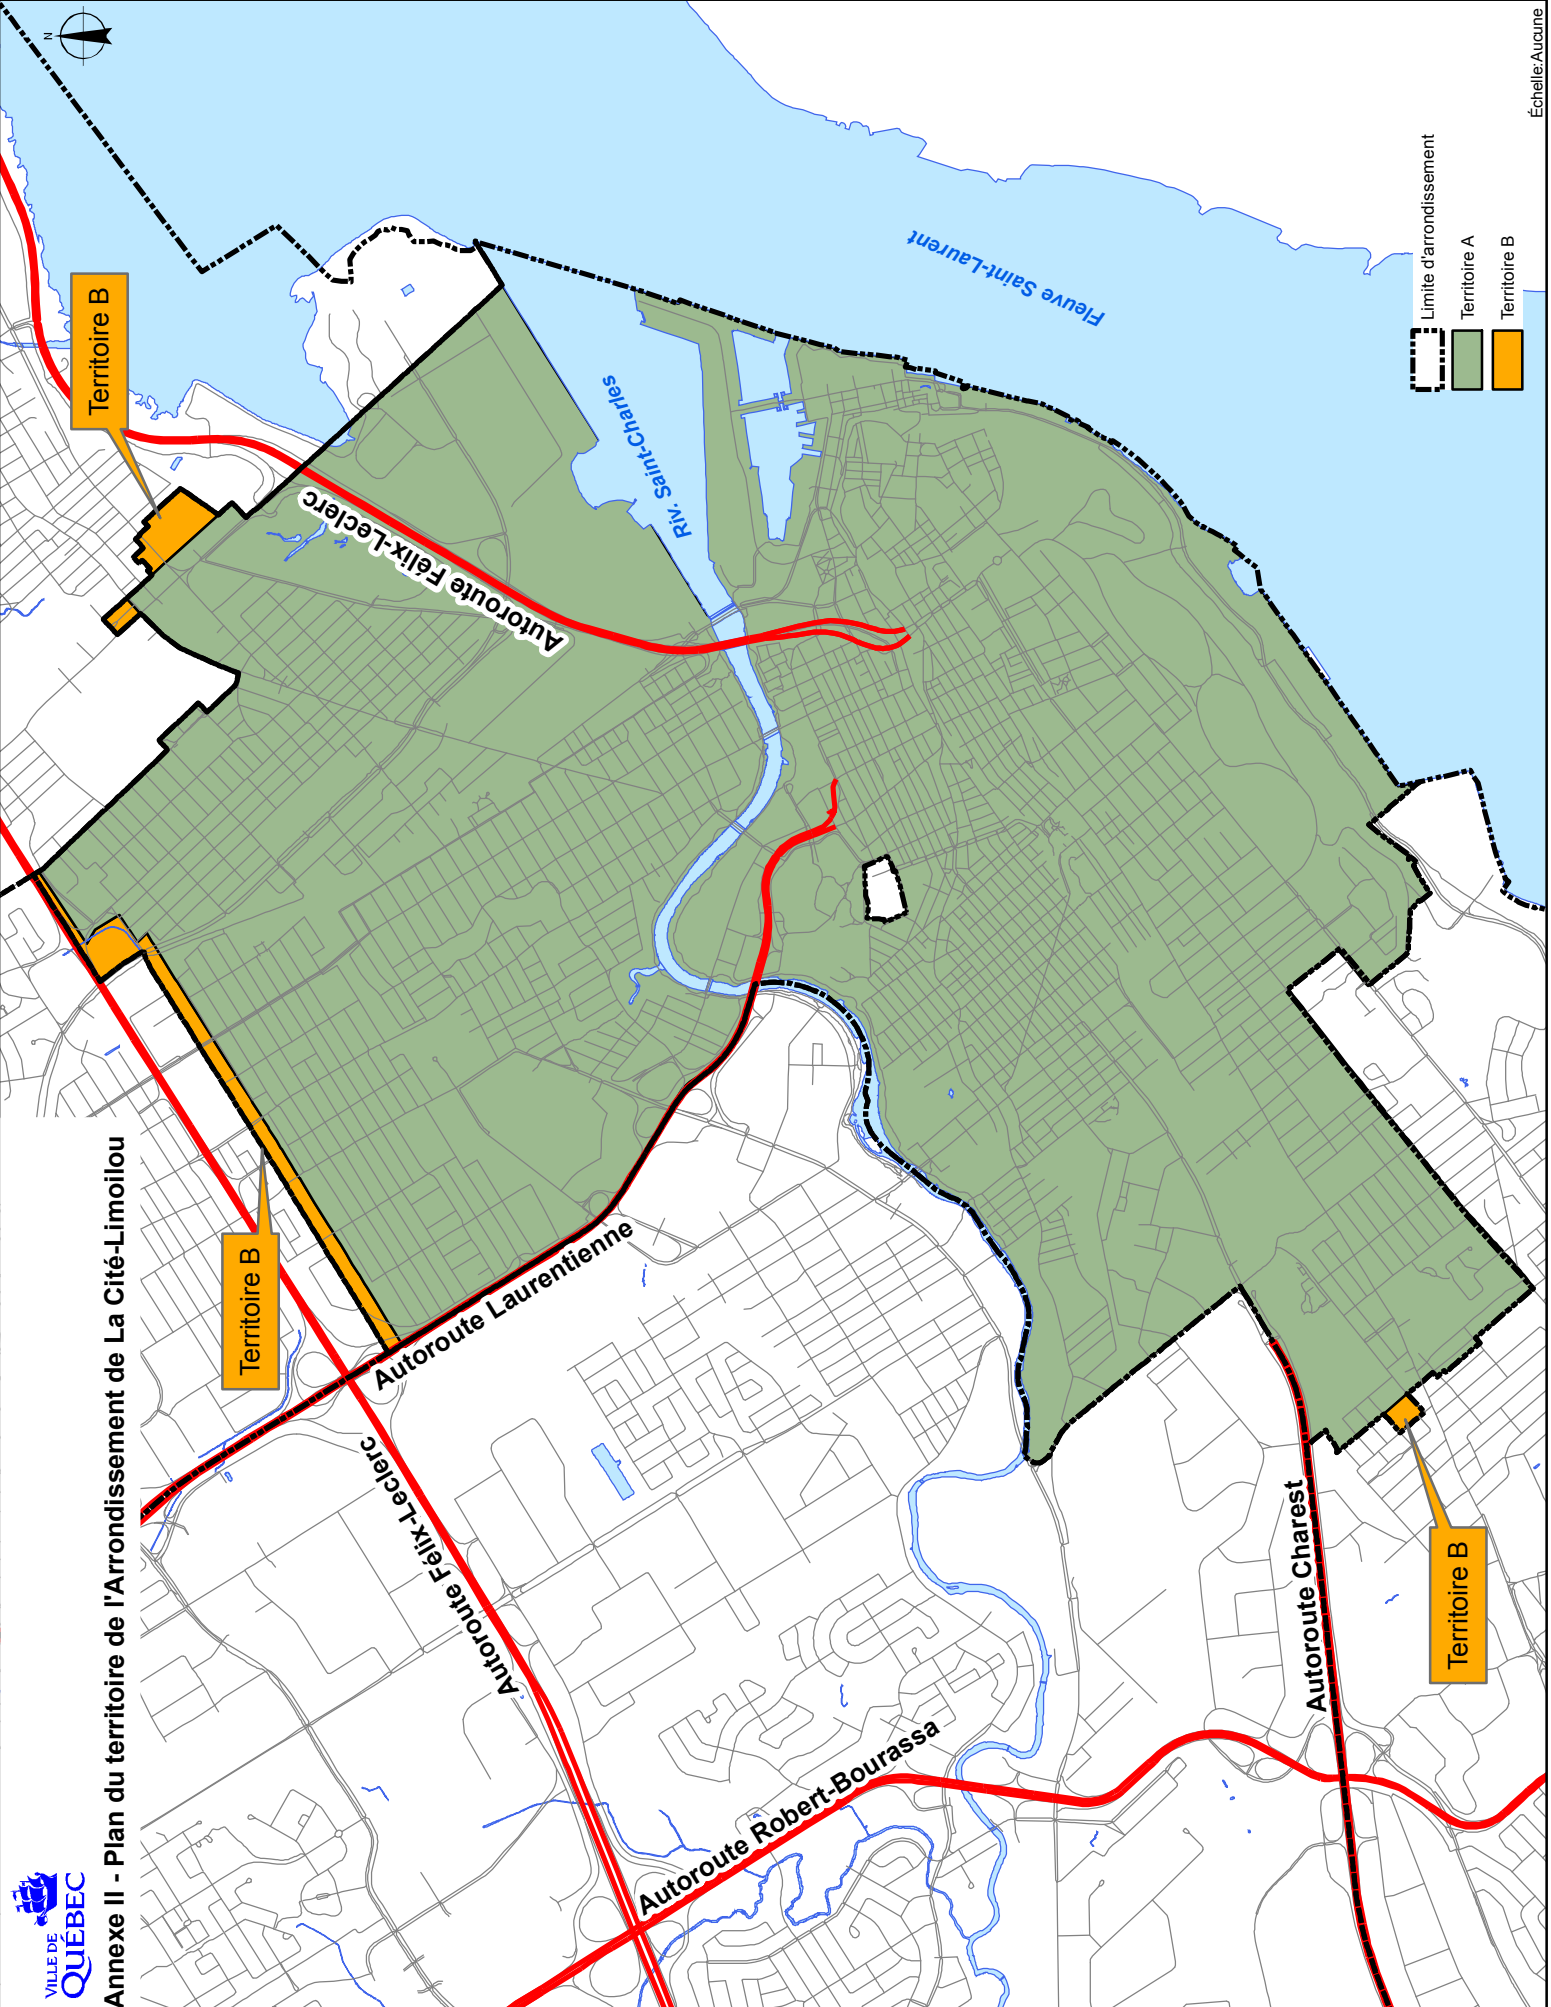 VILLE DE
QUÉBEC
Annexe II - Plan du territoire de l'Arrondissement de La Cité-Limoilou
N
Territoire B
Territoire B
Autoroute Laurentienne
Autoroute Félix-Leclerc
Autoroute Félix-Leclerc
Riv. Saint-Charles
Fleuve Saint-Laurent
Autoroute Robert-Bourassa
Autoroute Charest
Territoire B
Limite d'arrondissement
Territoire A
Territoire B
Échelle:Aucune